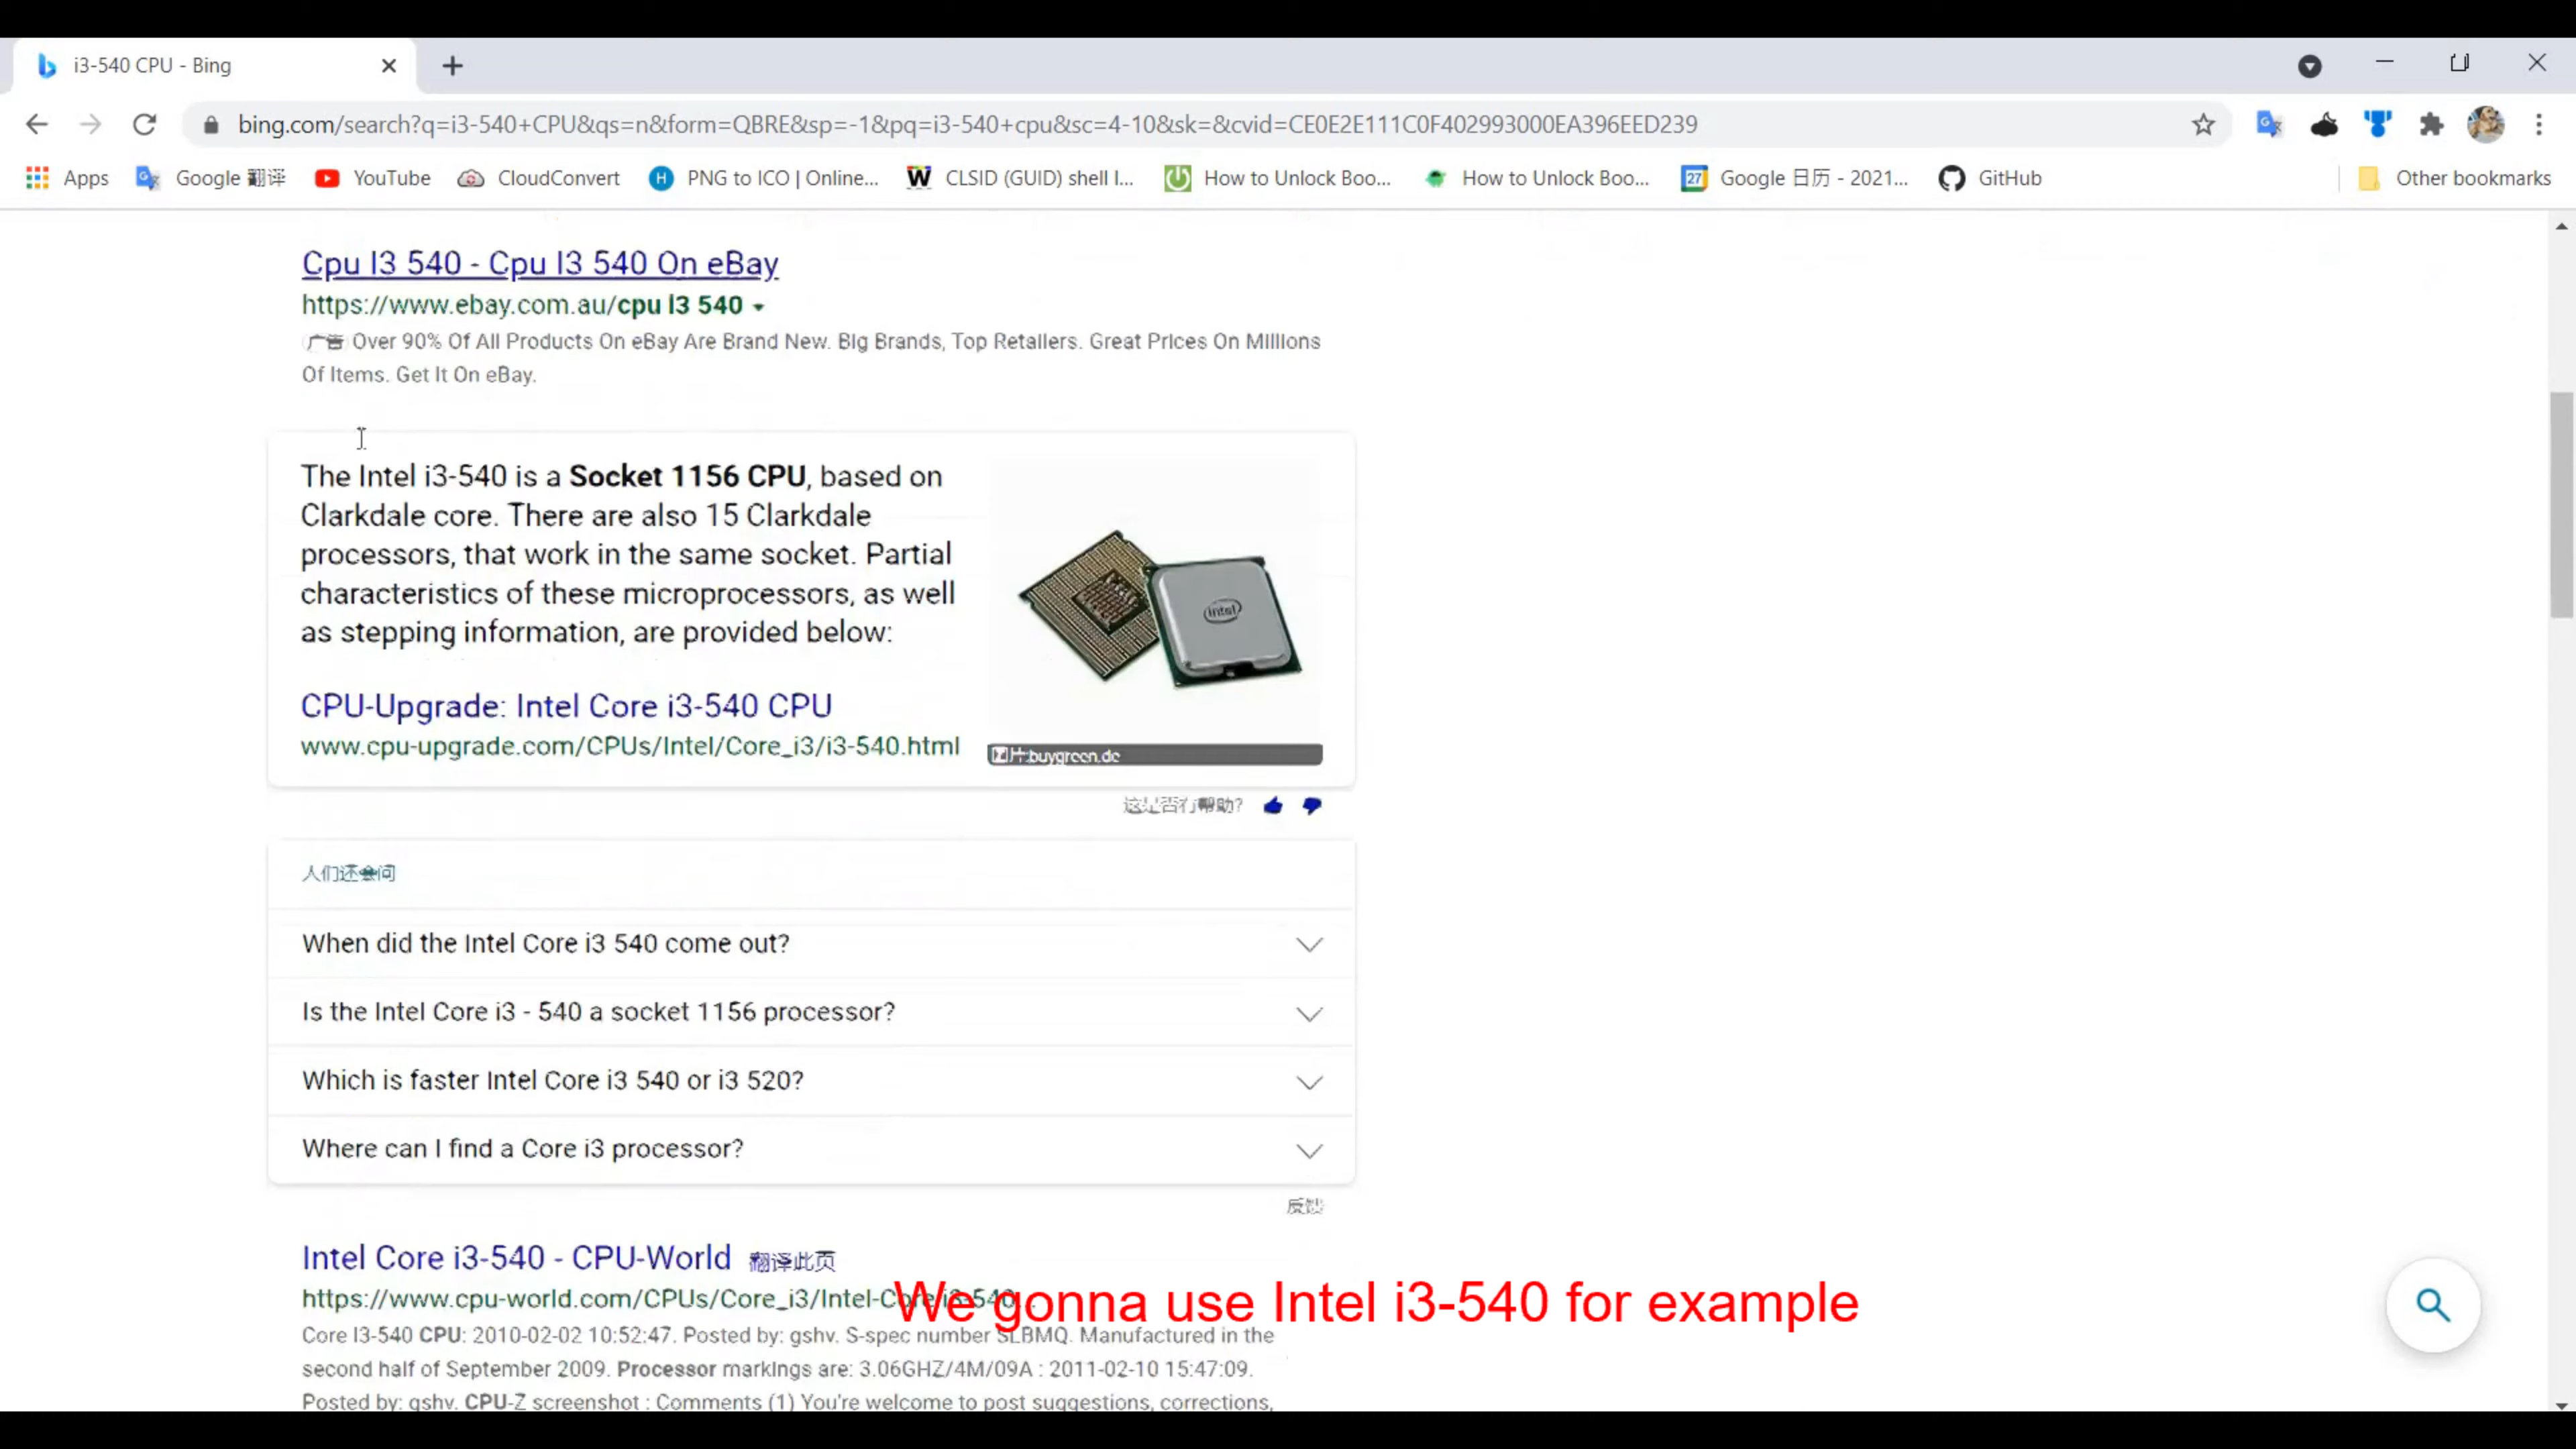 i3-540 CPU - Bing
bing.com/search?q=i3-540+CPU&qs=n&form=QBRE&sp=-1&pq=i3-540+cpu&sc=4-10&sk=&cvid=CE0E2E111C0F402993000EA396EED239
Apps Google 翻译 YouTube CloudConvert PNG to ICO | Online... CLSID (GUID) shell l... How to Unlock Boo... How to Unlock Boo... Google 日历 - 2021... GitHub Other bookmarks
Cpu I3 540 - Cpu I3 540 On eBay
https://www.ebay.com.au/cpu I3 540
广告 Over 90% Of All Products On eBay Are Brand New. Big Brands, Top Retailers. Great Prices On Millions
Of Items. Get It On eBay.
The Intel i3-540 is a Socket 1156 CPU, based on
Clarkdale core. There are also 15 Clarkdale
processors, that work in the same socket. Partial
characteristics of these microprocessors, as well
as stepping information, are provided below:
intel
CPU-Upgrade: Intel Core i3-540 CPU
www.cpu-upgrade.com/CPUs/Intel/Core_i3/i3-540.html
图片:buygreen.de
这是否有帮助?
人们还会问
When did the Intel Core i3 540 come out?
Is the Intel Core i3 - 540 a socket 1156 processor?
Which is faster Intel Core i3 540 or i3 520?
Where can I find a Core i3 processor?
反馈
Intel Core i3-540 - CPU-World 翻译此页
https://www.cpu-world.com/CPUs/Core_i3/Intel-Core i3-540...
We gonna use Intel i3-540 for example
Core I3-540 CPU: 2010-02-02 10:52:47. Posted by: gshv. S-spec number SLBMQ. Manufactured in the
second half of September 2009. Processor markings are: 3.06GHZ/4M/09A : 2011-02-10 15:47:09.
Posted by: gshv. CPU-Z screenshot : Comments (1) You're welcome to post suggestions, corrections,